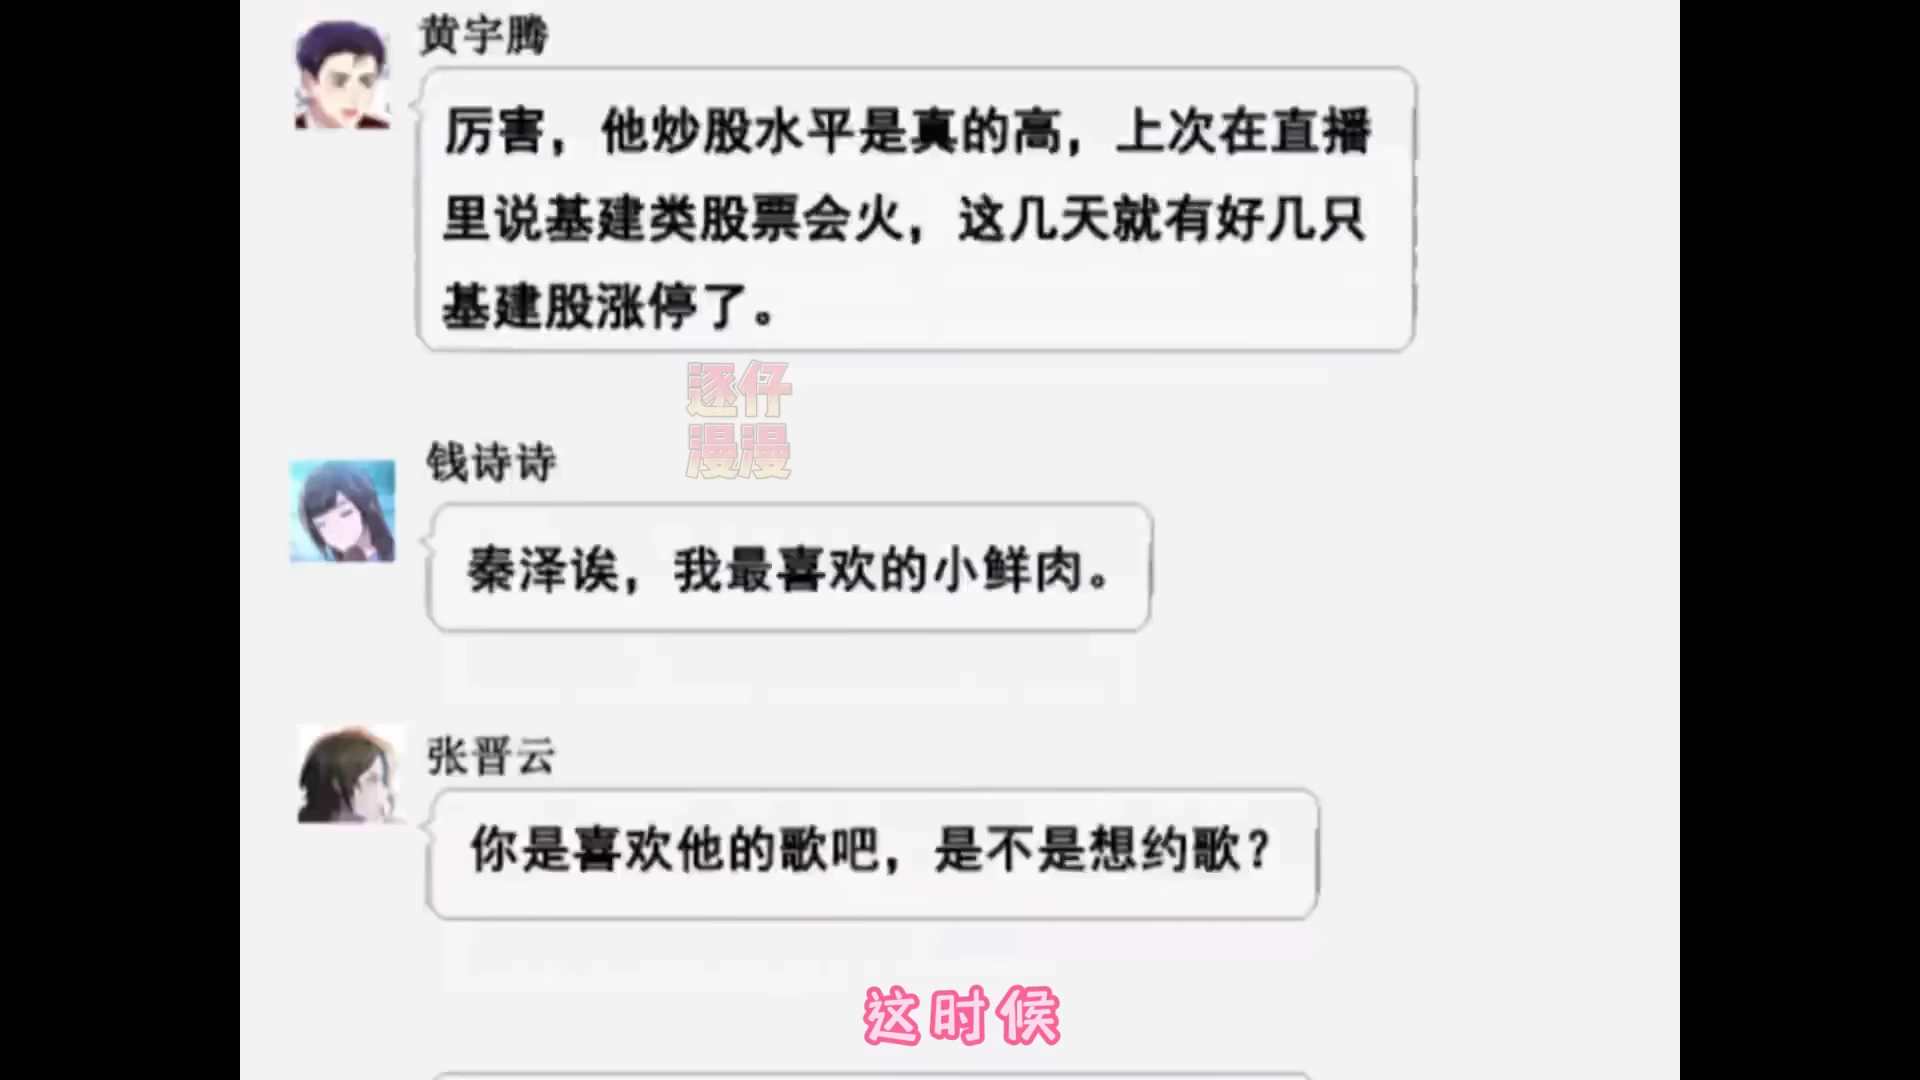 黄宇腾
厉害，他炒股水平是真的高，上次在直播
里说基建类股票会火，这几天就有好几只
基建股涨停了。
逐仔
漫漫
钱诗诗
秦泽诶，我最喜欢的小鲜肉。
张晋云
你是喜欢他的歌吧，是不是想约歌？
这时候